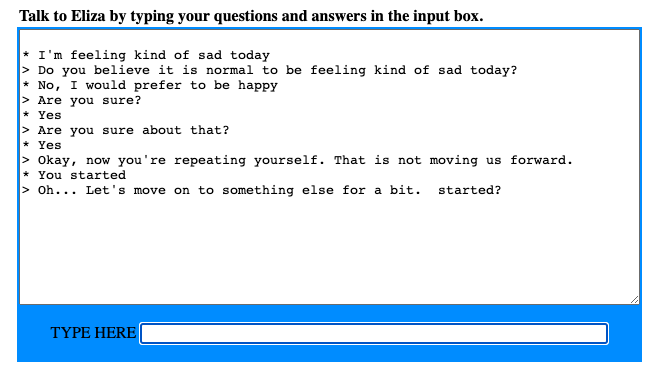 Talk to Eliza by typing your questions and answers in the input box.
* I'm feeling kind of sad today
> Do you believe it is normal to be feeling kind of sad today?
* No, I would prefer to be happy
> Are you sure?
* Yes
> Are you sure about that?
* Yes
> Okay, now you're repeating yourself. That is not moving us forward.
* You started
> Oh... Let's move on to something else for a bit.  started?
TYPE HERE